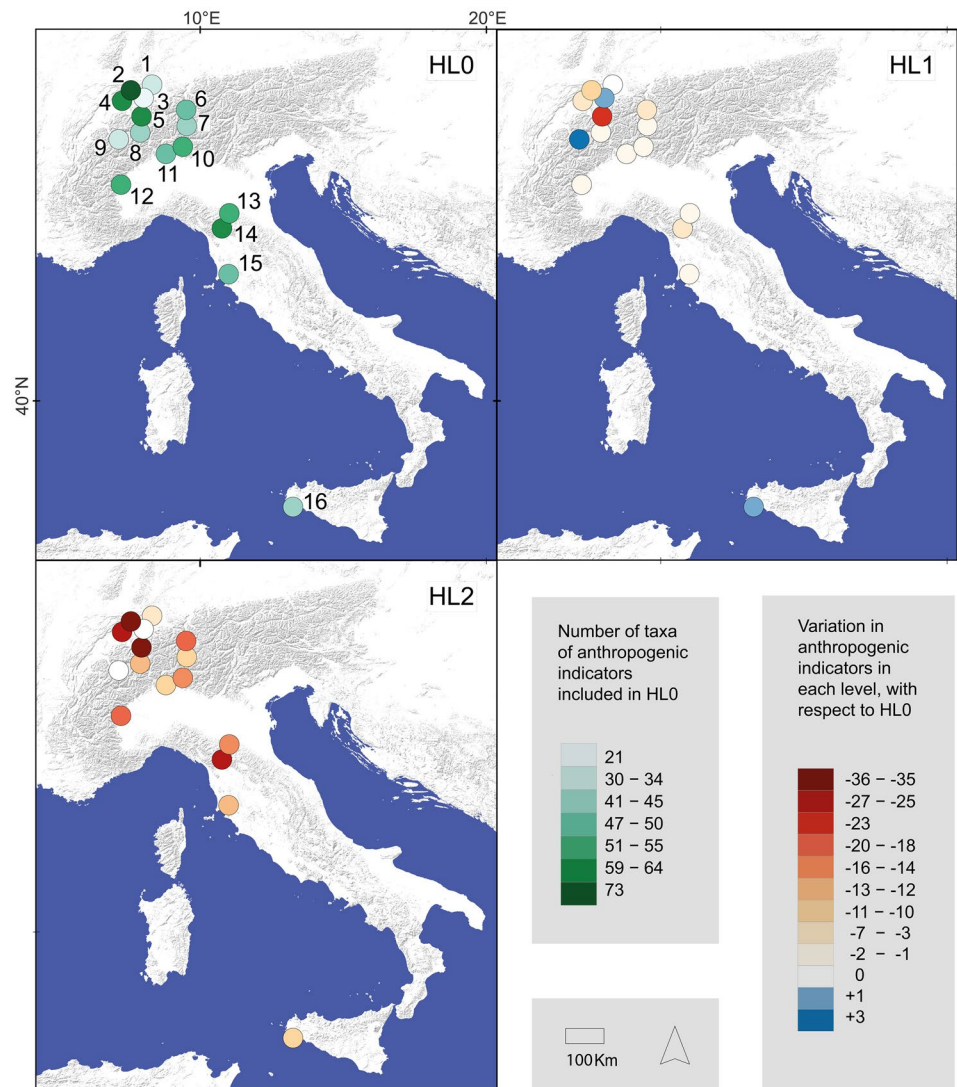 10°E
20°E
HL0
HL1
1
2
3
4
5
6
7
8
9
10
11
12
13
14
15
16
40°N
HL2
Number of taxa
of anthropogenic
indicators
included in HL0
21
30 – 34
41 – 45
47 – 50
51 – 55
59 – 64
73
Variation in
anthropogenic
indicators in
each level, with
respect to HL0
-36 – -35
-27 – -25
-23
-20 – -18
-16 – -14
-13 – -12
-11 – -10
-7 – -3
-2 – -1
0
+1
+3
100Km